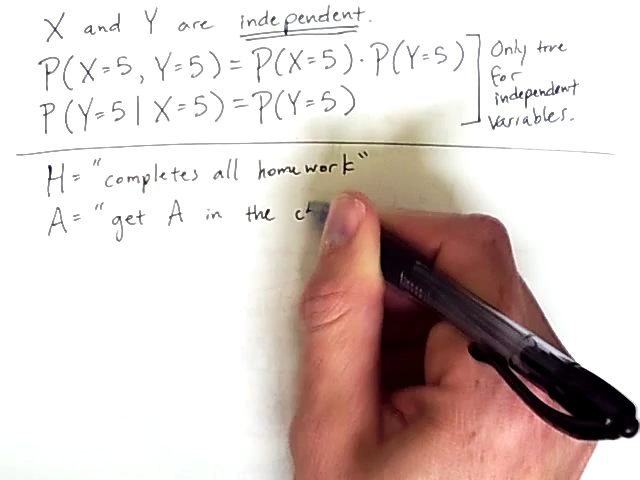 X and Y are independent.
P(X=5, Y=5) = P(X=5) · P(Y=5)
P(Y=5 | X=5) = P(Y=5)
Only true
for
independent
variables.
H = "completes all homework"
A = "get A in the